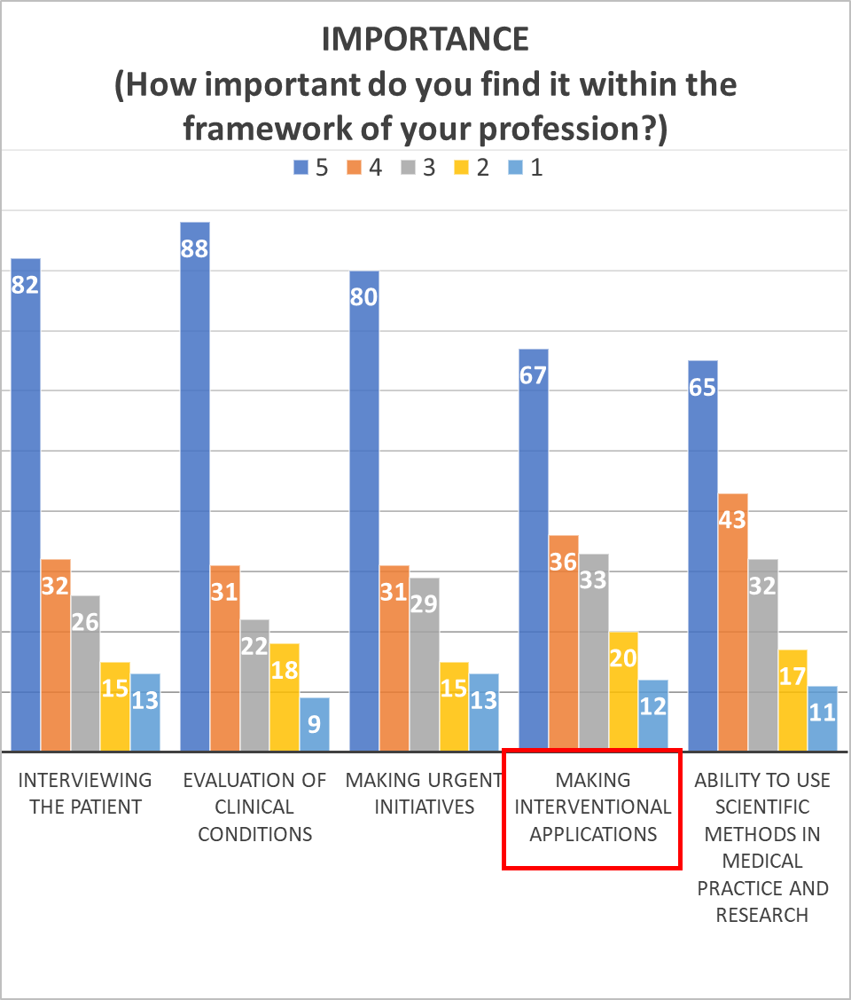 IMPORTANCE
(How important do you find it within the
framework of your profession?)
5 4 3 2 1
82 32 26 15 13
88 31 22 18 9
80 31 29 15 13
67 36 33 20 12
65 43 32 17 11
INTERVIEWING
THE PATIENT
EVALUATION OF
CLINICAL
CONDITIONS
MAKING URGENT
INITIATIVES
MAKING
INTERVENTIONAL
APPLICATIONS
ABILITY TO USE
SCIENTIFIC
METHODS IN
MEDICAL
PRACTICE AND
RESEARCH